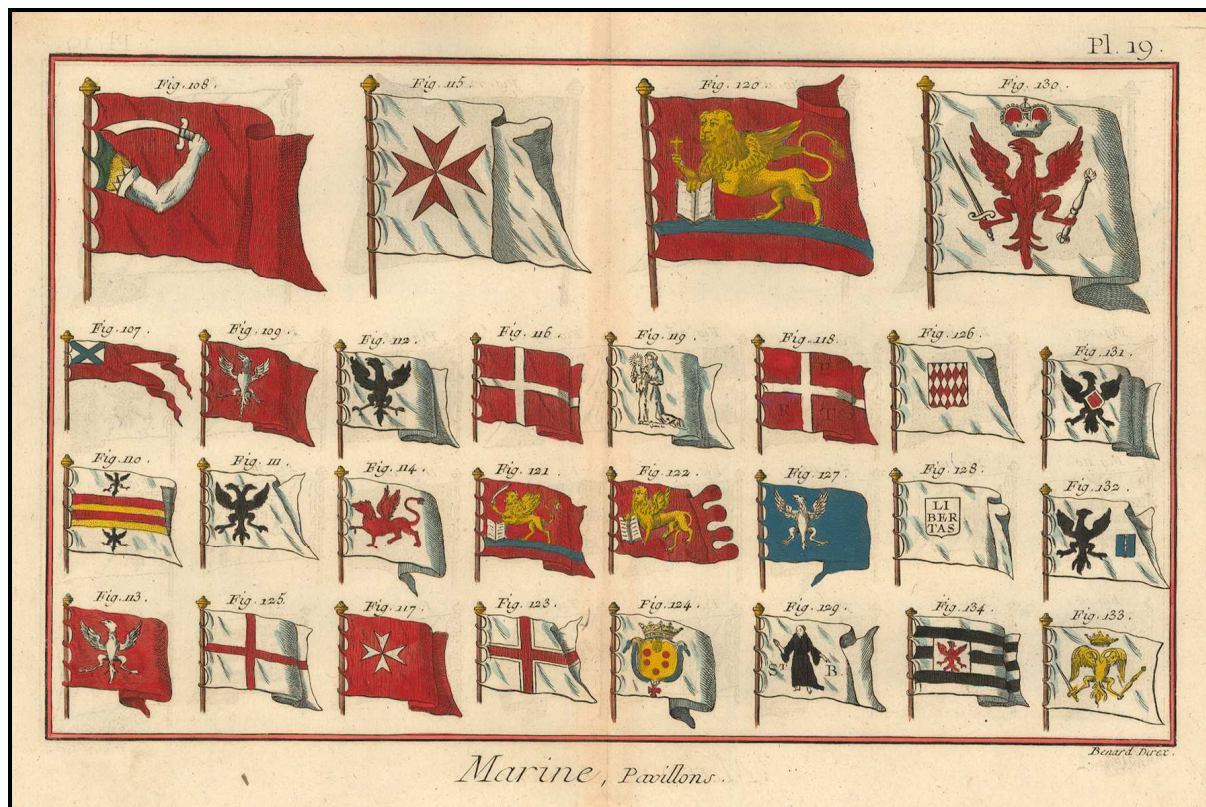 Pl. 19.
Fig. 108.
Fig. 115.
Fig. 120.
Fig. 130.
Fig. 107.
Fig. 109.
Fig. 112.
Fig. 116.
Fig. 119.
Fig. 118.
Fig. 126.
Fig. 131.
P
R T
Fig. 110.
Fig. 111.
Fig. 114.
Fig. 121.
Fig. 122.
Fig. 127.
Fig. 128.
Fig. 132.
LI
BER
TAS
Fig. 113.
Fig. 125.
Fig. 117.
Fig. 123.
Fig. 124.
Fig. 129.
Fig. 134.
Fig. 133.
St. B.
Benard Direx.
Marine, Pavillons.